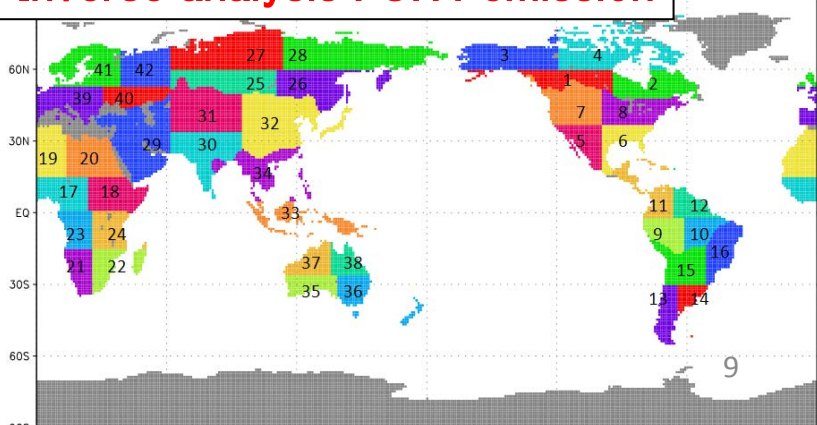 inverse analysis emission
60N
41 42 27 28 3 4
39 40 25 26 1 2
31 32 7 8
30N
19 20 29 30 5 6
34
17 18 11 12
EQ
33
23 24 9 10
16
21 22 37 38 15
30S
35 36 13 14
60S
9